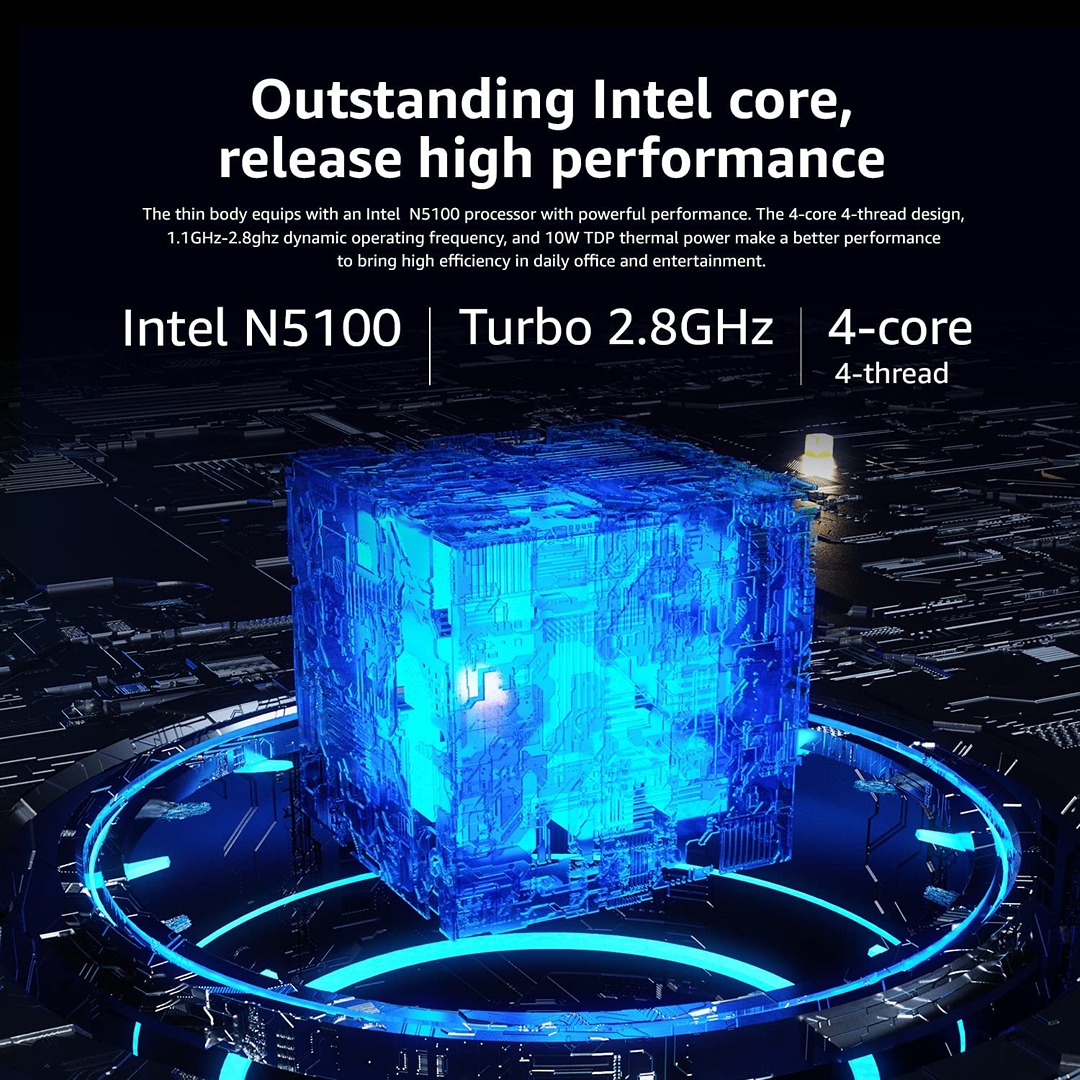 Outstanding Intel core,
release high performance
The thin body equips with an Intel N5100 processor with powerful performance. The 4-core 4-thread design,
1.1GHz-2.8ghz dynamic operating frequency, and 10W TDP thermal power make a better performance
to bring high efficiency in daily office and entertainment.
Intel N5100
Turbo 2.8GHz
4-core
4-thread